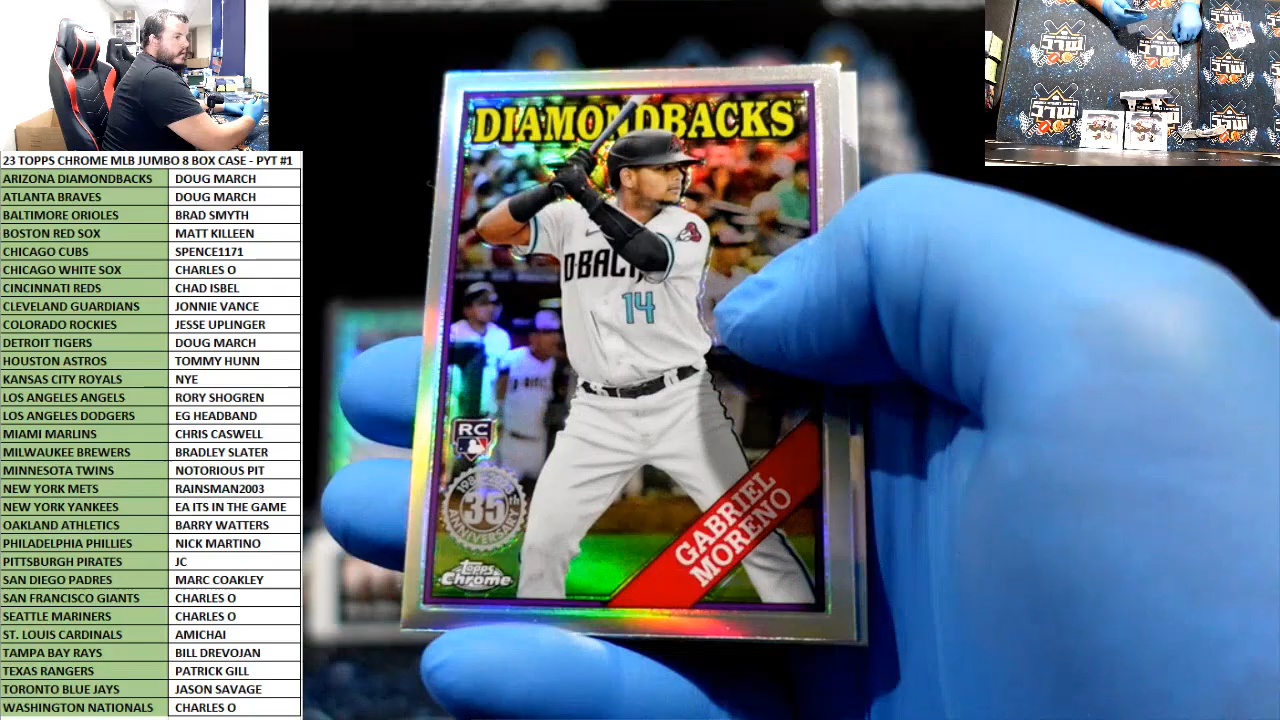 23 TOPPS CHROME MLB JUMBO 8 BOX CASE - PYT #1
ARIZONA DIAMONDBACKS DOUG MARCH
ATLANTA BRAVES DOUG MARCH
BALTIMORE ORIOLES BRAD SMYTH
BOSTON RED SOX MATT KILLEEN
CHICAGO CUBS SPENCE1171
CHICAGO WHITE SOX CHARLES O
CINCINNATI REDS CHAD ISBEL
CLEVELAND GUARDIANS JONNIE VANCE
COLORADO ROCKIES JESSE UPLINGER
DETROIT TIGERS DOUG MARCH
HOUSTON ASTROS TOMMY HUNN
KANSAS CITY ROYALS NYE
LOS ANGELES ANGELS RORY SHOGREN
LOS ANGELES DODGERS EG HEADBAND
MIAMI MARLINS CHRIS CASWELL
MILWAUKEE BREWERS BRADLEY SLATER
MINNESOTA TWINS NOTORIOUS PIT
NEW YORK METS RAINSMAN2003
NEW YORK YANKEES EA ITS IN THE GAME
OAKLAND ATHLETICS BARRY WATTERS
PHILADELPHIA PHILLIES NICK MARTINO
PITTSBURGH PIRATES JC
SAN DIEGO PADRES MARC COAKLEY
SAN FRANCISCO GIANTS CHARLES O
SEATTLE MARINERS CHARLES O
ST. LOUIS CARDINALS AMICHAI
TAMPA BAY RAYS BILL DREVOJAN
TEXAS RANGERS PATRICK GILL
TORONTO BLUE JAYS JASON SAVAGE
WASHINGTON NATIONALS CHARLES O
DIAMONDBACKS
D-BACK
14
RC
35th
ANNIVERSARY
Topps
Chrome
GABRIEL
MORENO